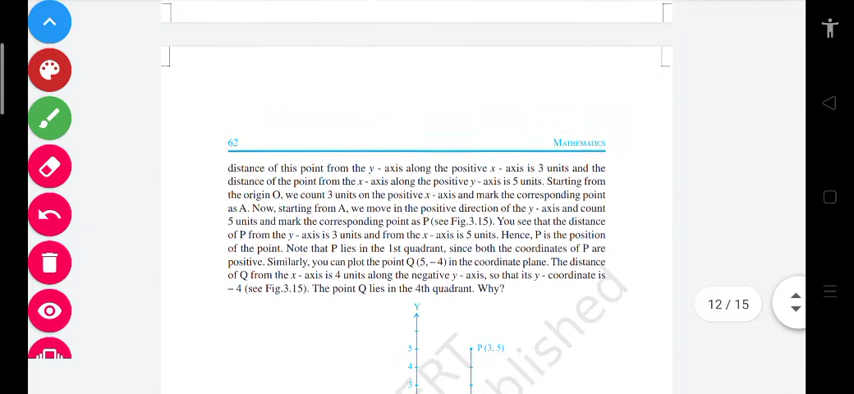 62 MATHEMATICS
distance of this point from the y - axis along the positive x - axis is 3 units and the
distance of the point from the x - axis along the positive y - axis is 5 units. Starting from
the origin O, we count 3 units on the positive x - axis and mark the corresponding point
as A. Now, starting from A, we move in the positive direction of the y - axis and count
5 units and mark the corresponding point as P (see Fig.3.15). You see that the distance
of P from the y - axis is 3 units and from the x - axis is 5 units. Hence, P is the position
of the point. Note that P lies in the 1st quadrant, since both the coordinates of P are
positive. Similarly, you can plot the point Q (5, – 4) in the coordinate plane. The distance
of Q from the x - axis is 4 units along the negative y - axis, so that its y - coordinate is
– 4 (see Fig.3.15). The point Q lies in the 4th quadrant. Why?
12 / 15
Y
5
P (3, 5)
4
3
blished